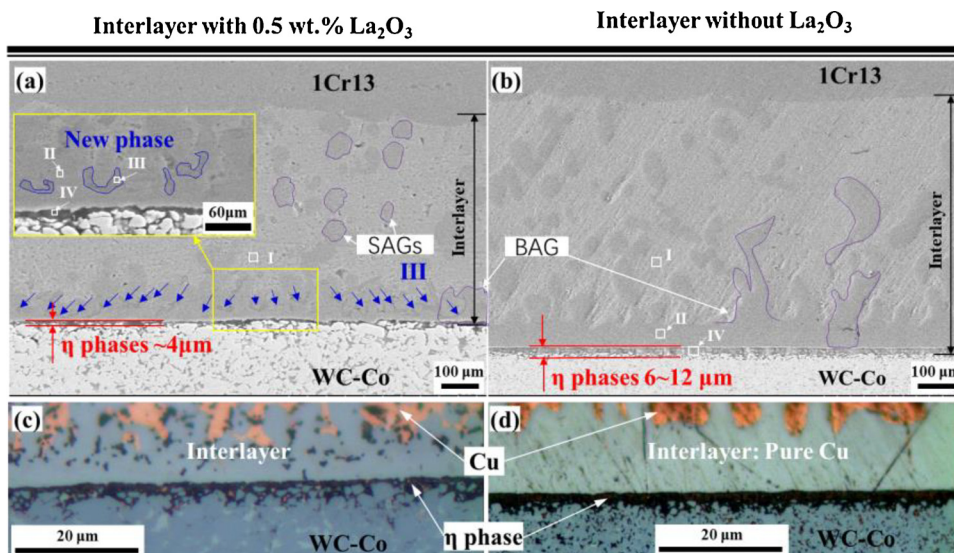 Interlayer with 0.5 wt.% La₂O₃
Interlayer without La₂O₃
(a)
1Cr13
New phase
II
III
IV
60μm
SAGs
I
III
Interlayer
η phases ~4μm
WC-Co
100 μm
(b)
1Cr13
Interlayer
BAG
I
II
IV
η phases 6~12 μm
WC-Co
100 μm
(c)
Interlayer
Cu
η phase
20 μm
WC-Co
(d)
Interlayer: Pure Cu
20 μm
WC-Co